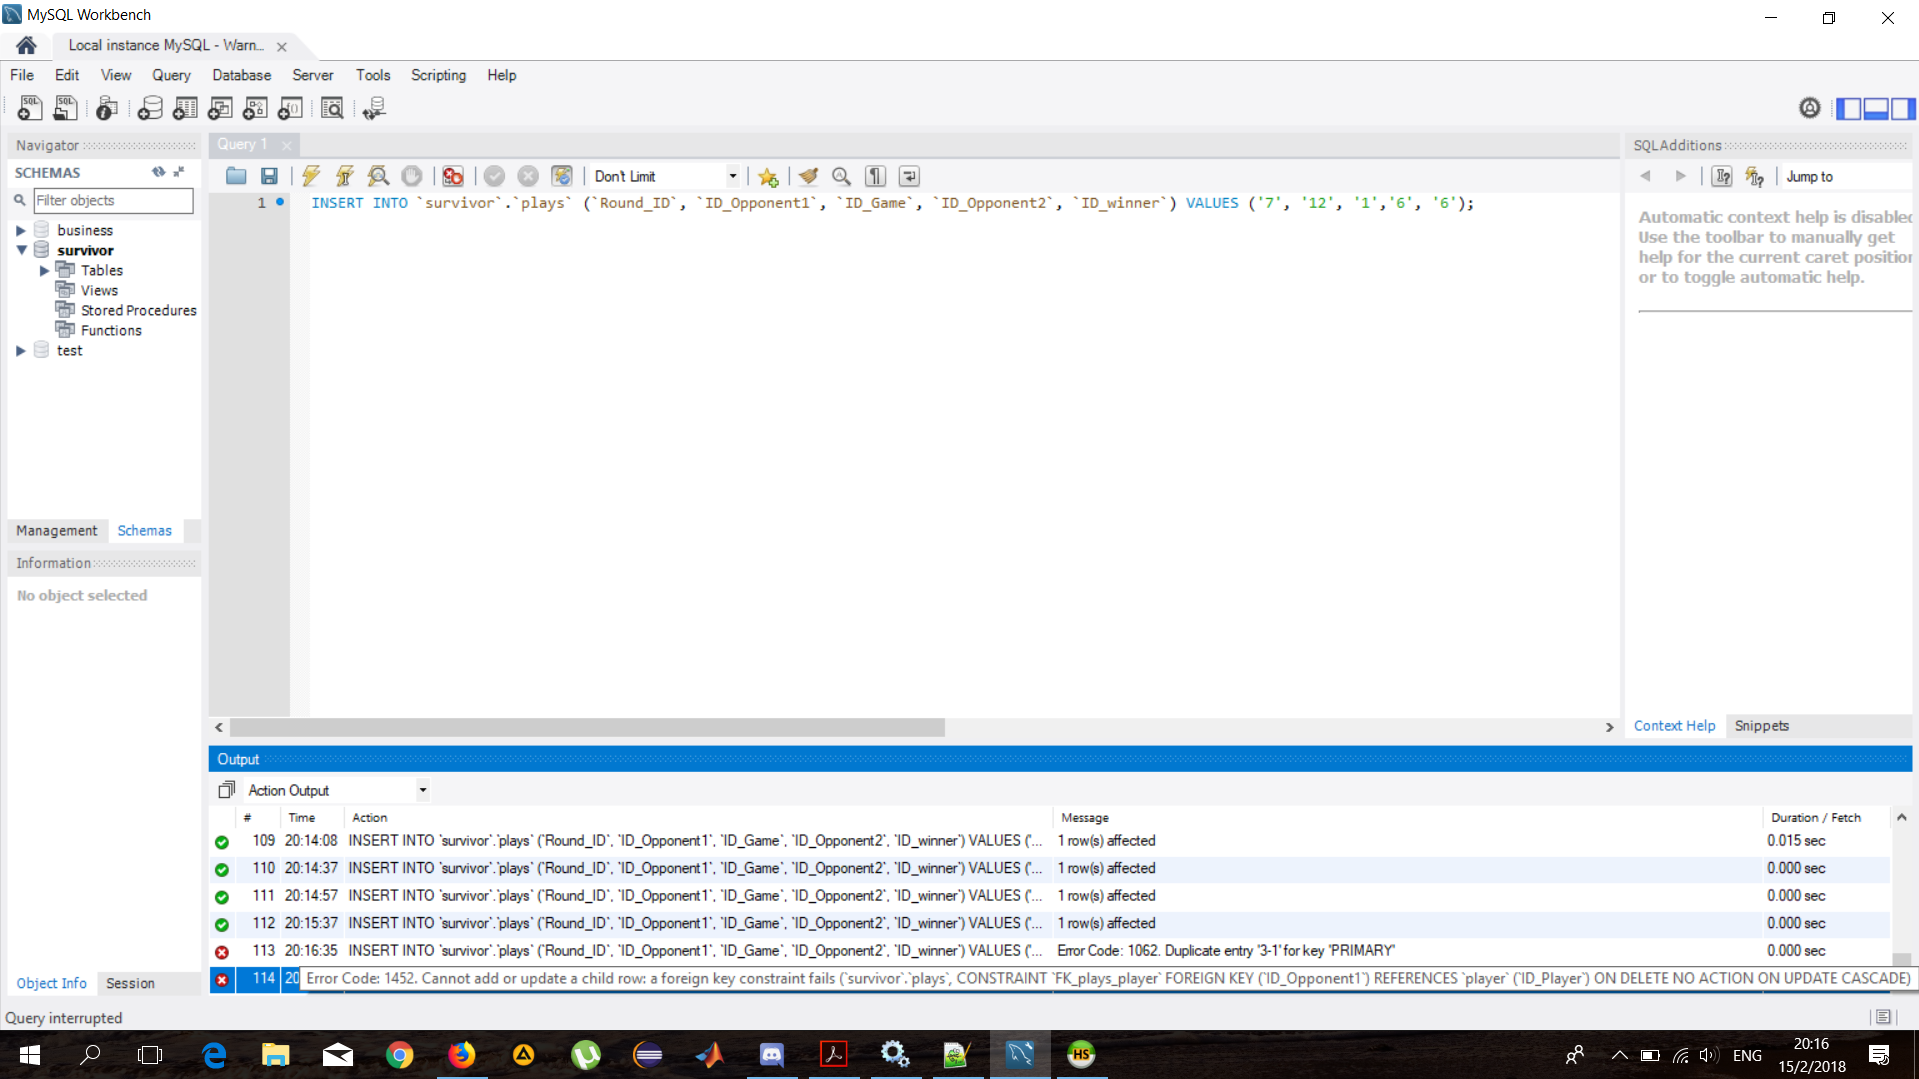 MySQL Workbench
Local instance MySQL - Warn...
File Edit View Query Database Server Tools Scripting Help
Navigator
SCHEMAS
Filter objects
business
survivor
Tables
Views
Stored Procedures
Functions
test
Management Schemas
Information
No object selected
Object Info Session
Query 1
Don't Limit
1 INSERT INTO `survivor`.`plays` (`Round_ID`, `ID_Opponent1`, `ID_Game`, `ID_Opponent2`, `ID_winner`) VALUES ('7', '12', '1','6', '6');
SQLAdditions
Jump to
Automatic context help is disabled
Use the toolbar to manually get
help for the current caret position
or to toggle automatic help.
Context Help Snippets
Output
Action Output
# Time Action Message Duration / Fetch
109 20:14:08 INSERT INTO `survivor`.`plays` (`Round_ID`, `ID_Opponent1`, `ID_Game`, `ID_Opponent2`, `ID_winner`) VALUES ('... 1 row(s) affected 0.015 sec
110 20:14:37 INSERT INTO `survivor`.`plays` (`Round_ID`, `ID_Opponent1`, `ID_Game`, `ID_Opponent2`, `ID_winner`) VALUES ('... 1 row(s) affected 0.000 sec
111 20:14:57 INSERT INTO `survivor`.`plays` (`Round_ID`, `ID_Opponent1`, `ID_Game`, `ID_Opponent2`, `ID_winner`) VALUES ('... 1 row(s) affected 0.000 sec
112 20:15:37 INSERT INTO `survivor`.`plays` (`Round_ID`, `ID_Opponent1`, `ID_Game`, `ID_Opponent2`, `ID_winner`) VALUES ('... 1 row(s) affected 0.000 sec
113 20:16:35 INSERT INTO `survivor`.`plays` (`Round_ID`, `ID_Opponent1`, `ID_Game`, `ID_Opponent2`, `ID_winner`) VALUES ('... Error Code: 1062. Duplicate entry '3-1' for key 'PRIMARY' 0.000 sec
114 20 Error Code: 1452. Cannot add or update a child row: a foreign key constraint fails (`survivor`.`plays`, CONSTRAINT `FK_plays_player` FOREIGN KEY (`ID_Opponent1`) REFERENCES `player` (`ID_Player`) ON DELETE NO ACTION ON UPDATE CASCADE)
Query interrupted
HS
ENG
20:16
15/2/2018